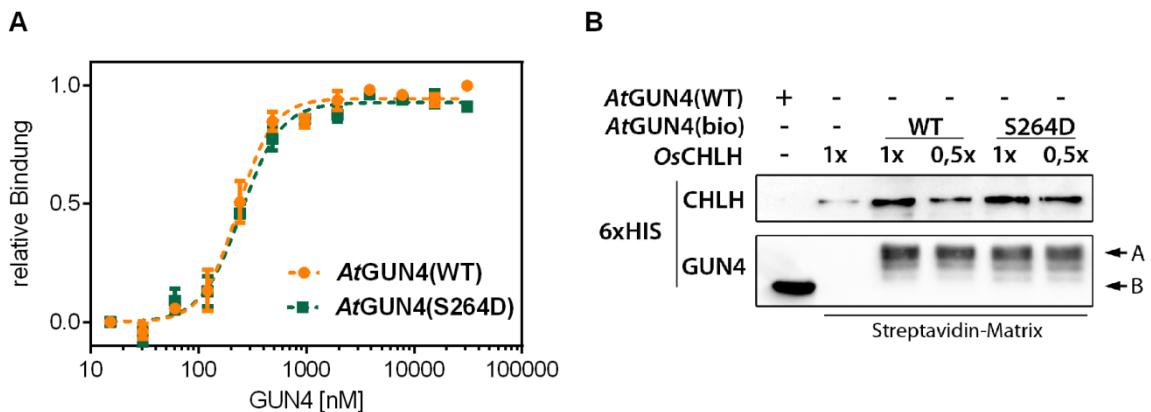 A
relative Bindung
1.0
0.5
0.0
AtGUN4(WT)
AtGUN4(S264D)
10 100 1000 10000 100000
GUN4 [nM]
B
AtGUN4(WT) + - - - - -
AtGUN4(bio) - - WT S264D
OsCHLH - 1x 1x 0,5x 1x 0,5x
6xHIS
CHLH
GUN4
A
B
Streptavidin-Matrix